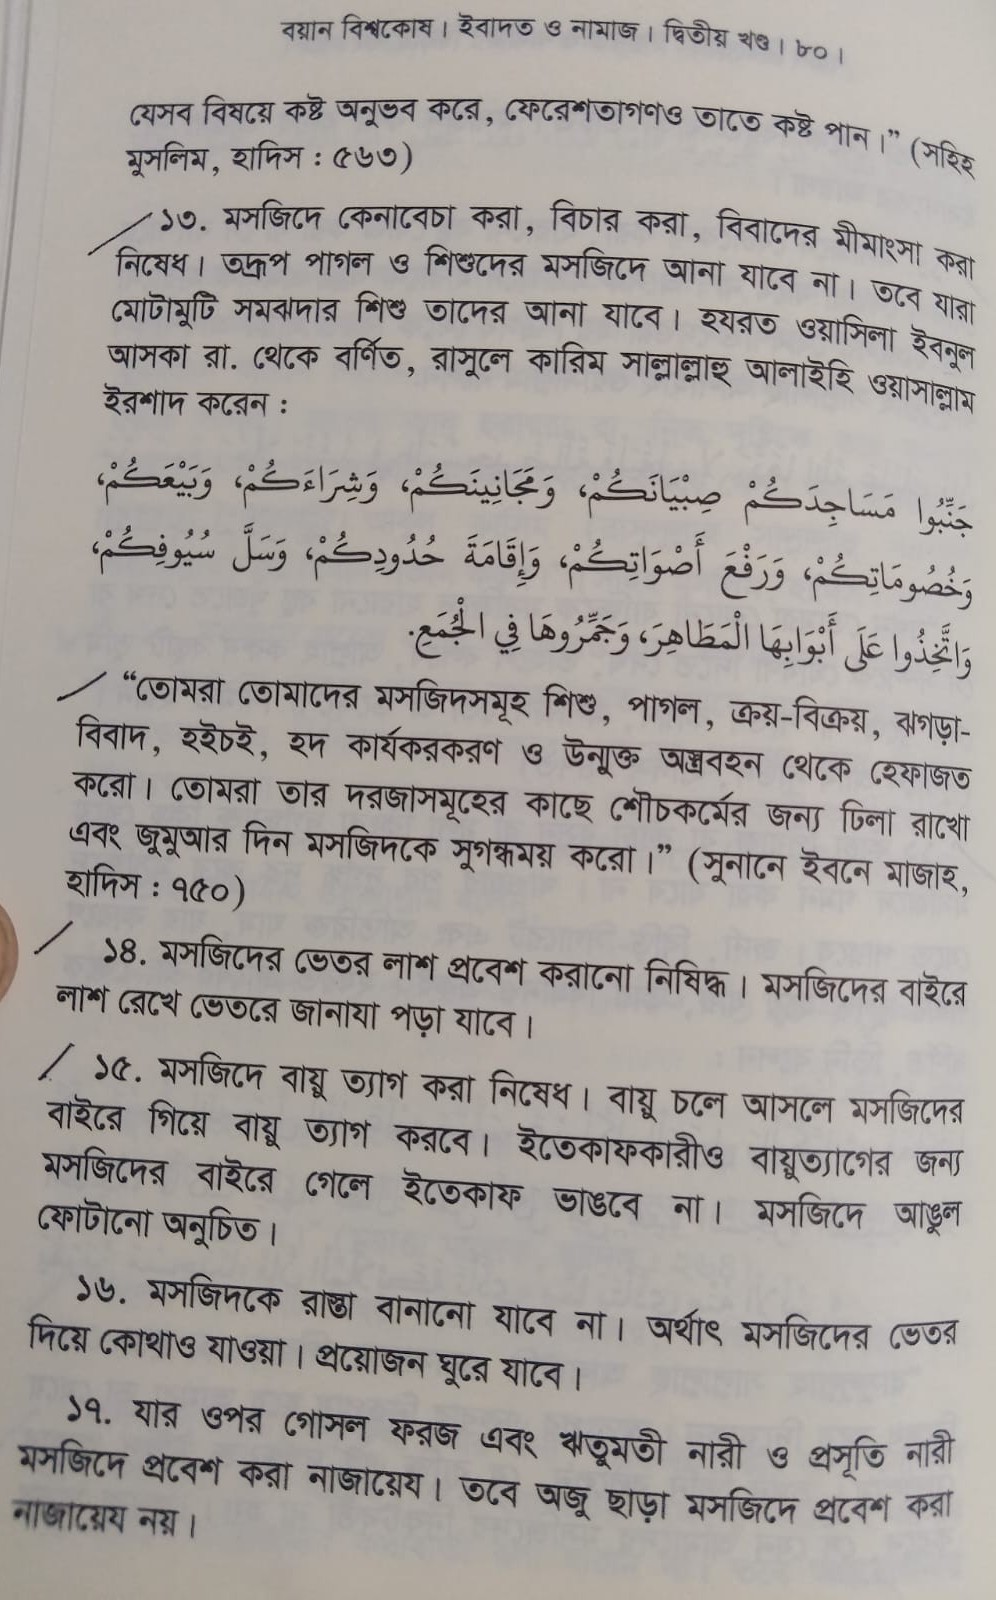 বয়ান বিশ্বকোষ। ইবাদত ও নামাজ। দ্বিতীয় খণ্ড। ৮০।
যেসব বিষয়ে কষ্ট অনুভব করে, ফেরেশতাগণও তাতে কষ্ট পান।” (সহিহ
মুসলিম, হাদিস : ৫৬৩)
১৩. মসজিদে কেনাবেচা করা, বিচার করা, বিবাদের মীমাংসা করা
নিষেধ। তদ্রূপ পাগল ও শিশুদের মসজিদে আনা যাবে না। তবে যারা
মোটামুটি সমঝদার শিশু তাদের আনা যাবে। হযরত ওয়াসিলা ইবনুল
আসকা রা. থেকে বর্ণিত, রাসূলে কারিম সাল্লাল্লাহু আলাইহি ওয়াসাল্লাম
ইরশাদ করেন :
جَنِّبُوا مَسَاجِدَكُمْ صِبْيَانَكُمْ، وَمَجَانِينَكُمْ، وَشِرَاءَكُمْ، وَبَيْعَكُمْ،
وَخُصُومَاتِكُمْ، وَرَفْعَ أَصْوَاتِكُمْ، وَإِقَامَةَ حُدُودِكُمْ، وَسَلَّ سُيُوفِكُمْ،
وَاتَّخِذُوا عَلَى أَبْوَابِهَا الْمَطَاهِرَ، وَجَمِّرُوهَا فِي الْجُمَعِ.
“তোমরা তোমাদের মসজিদসমূহ শিশু, পাগল, ক্রয়-বিক্রয়, ঝগড়া-
বিবাদ, হইচই, হদ কার্যকরকরণ ও উন্মুক্ত অস্ত্রবহন থেকে হেফাজত
করো। তোমরা তার দরজাসমূহের কাছে শৌচকর্মের জন্য ঢিলা রাখো
এবং জুমুআর দিন মসজিদকে সুগন্ধময় করো।” (সুনানে ইবনে মাজাহ,
হাদিস : ৭৫০)
১৪. মসজিদের ভেতর লাশ প্রবেশ করানো নিষিদ্ধ। মসজিদের বাইরে
লাশ রেখে ভেতরে জানাযা পড়া যাবে।
১৫. মসজিদে বায়ু ত্যাগ করা নিষেধ। বায়ু চলে আসলে মসজিদের
বাইরে গিয়ে বায়ু ত্যাগ করবে। ইতেকাফকারীও বায়ুত্যাগের জন্য
মসজিদের বাইরে গেলে ইতেকাফ ভাঙবে না। মসজিদে আঙুল
ফোটানো অনুচিত।
১৬. মসজিদকে রাস্তা বানানো যাবে না। অর্থাৎ মসজিদের ভেতর
দিয়ে কোথাও যাওয়া। প্রয়োজন ঘুরে যাবে।
১৭. যার ওপর গোসল ফরজ এবং ঋতুমতী নারী ও প্রসূতি নারী
মসজিদে প্রবেশ করা নাজায়েয। তবে অজু ছাড়া মসজিদে প্রবেশ করা
নাজায়েয নয়।